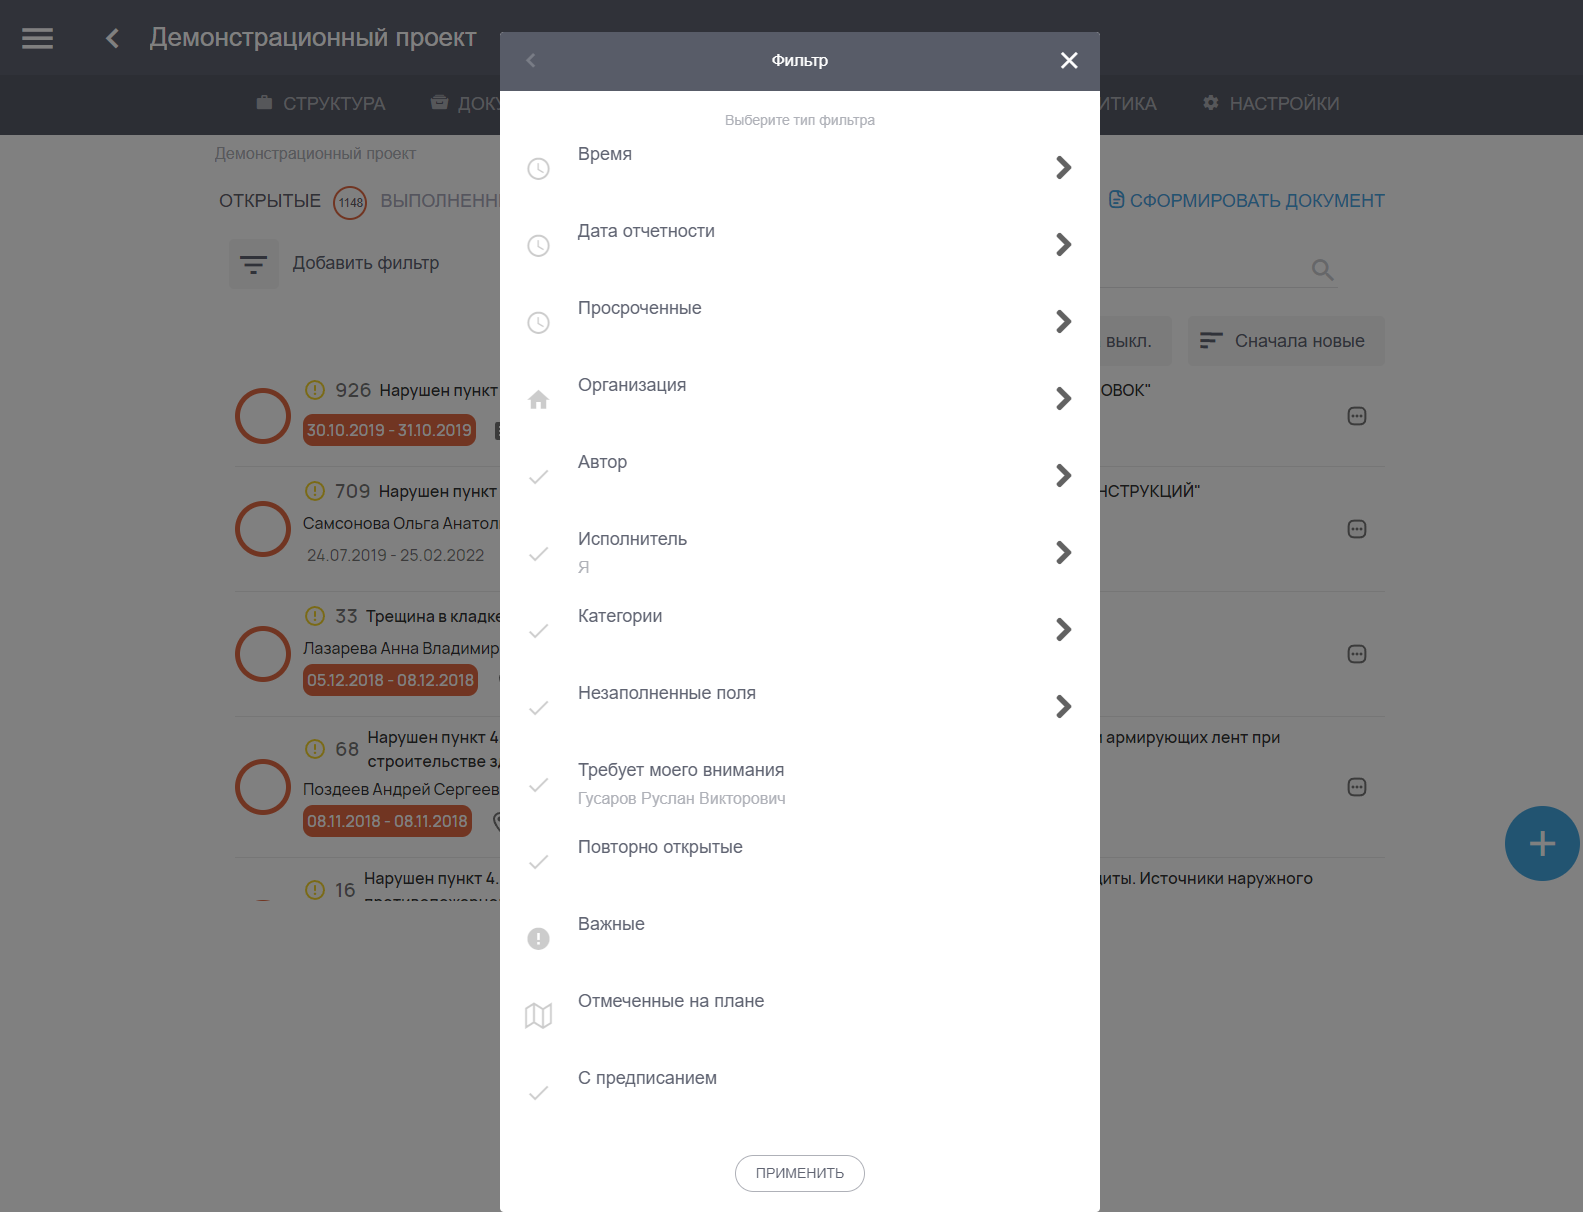 Демонстрационный проект
Фильтр
СТРУКТУРА
НАСТРОЙКИ
Выберите тип фильтра
Демонстрационный проект
Время
ОТКРЫТЫЕ 1148
СФОРМИРОВАТЬ ДОКУМЕНТ
Дата отчетности
Добавить фильтр
Просроченные
выкл.
Сначала новые
Организация
926 Нарушен пункт
ОВОК"
30.10.2019 - 31.10.2019
Автор
709 Нарушен пункт
НСТРУКЦИЙ"
Самсонова Ольга Анатол
24.07.2019 - 25.02.2022
Исполнитель
Я
Категории
33 Трещина в кладке
Лазарева Анна Владимир
05.12.2018 - 08.12.2018
Незаполненные поля
68 Нарушен пункт 4
армирующих лент при
строительстве
Требует моего внимания
Поздеев Андрей Сергеев
Гусаров Руслан Викторович
08.11.2018 - 08.11.2018
Повторно открытые
16 Нарушен пункт 4.
Источники наружного
Важные
Отмеченные на плане
С предписанием
ПРИМЕНИТЬ